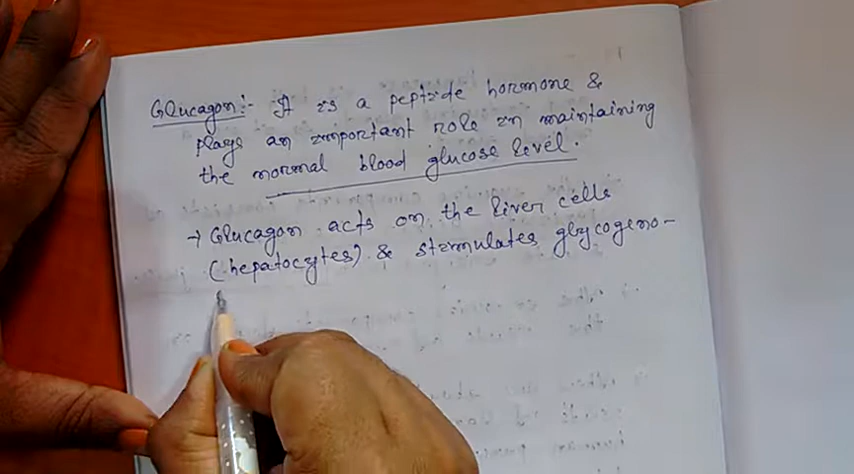 Glucagon:- It is a peptide hormone &
plays an important role in maintaining
the normal blood glucose level.
→ Glucagon acts on the liver cells
(hepatocytes) & stimulates glycogeno-